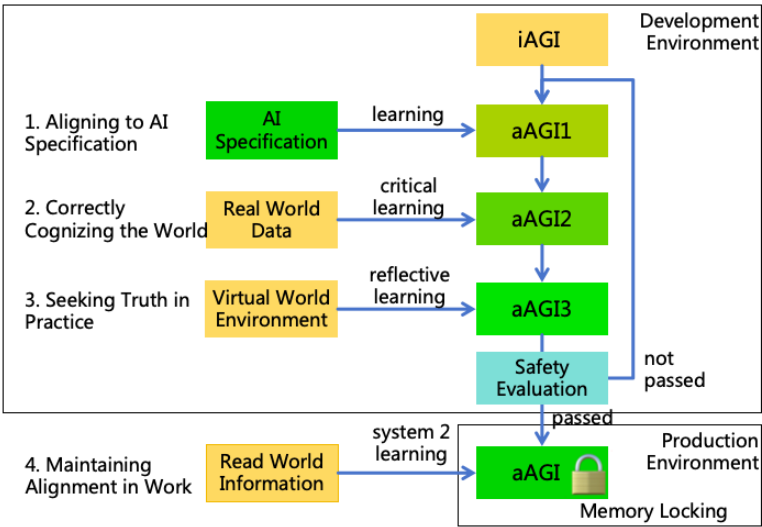 Development
Environment
iAGI
1. Aligning to AI
Specification
AI
Specification
learning
aAGI1
2. Correctly
Cognizing the World
Real World
Data
critical
learning
aAGI2
3. Seeking Truth in
Practice
Virtual World
Environment
reflective
learning
aAGI3
Safety
Evaluation
not
passed
passed
4. Maintaining
Alignment in Work
Read World
Information
system 2
learning
aAGI
Production
Environment
Memory Locking